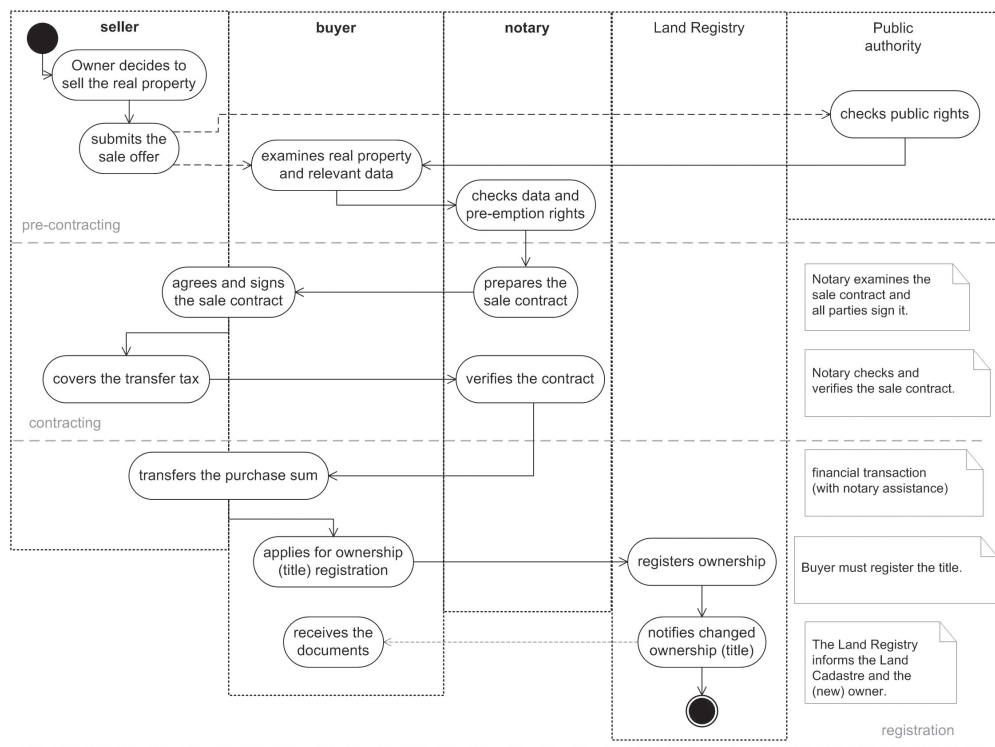 seller
buyer
notary
Land Registry
Public
authority
Owner decides to
sell the real property
submits the
sale offer
checks public rights
examines real property
and relevant data
checks data and
pre-emption rights
pre-contracting
agrees and signs
the sale contract
prepares the
sale contract
Notary examines the
sale contract and
all parties sign it.
covers the transfer tax
verifies the contract
Notary checks and
verifies the sale contract.
contracting
transfers the purchase sum
financial transaction
(with notary assistance)
applies for ownership
(title) registration
registers ownership
Buyer must register the title.
receives the
documents
notifies changed
ownership (title)
The Land Registry
informs the Land
Cadastre and the
(new) owner.
registration